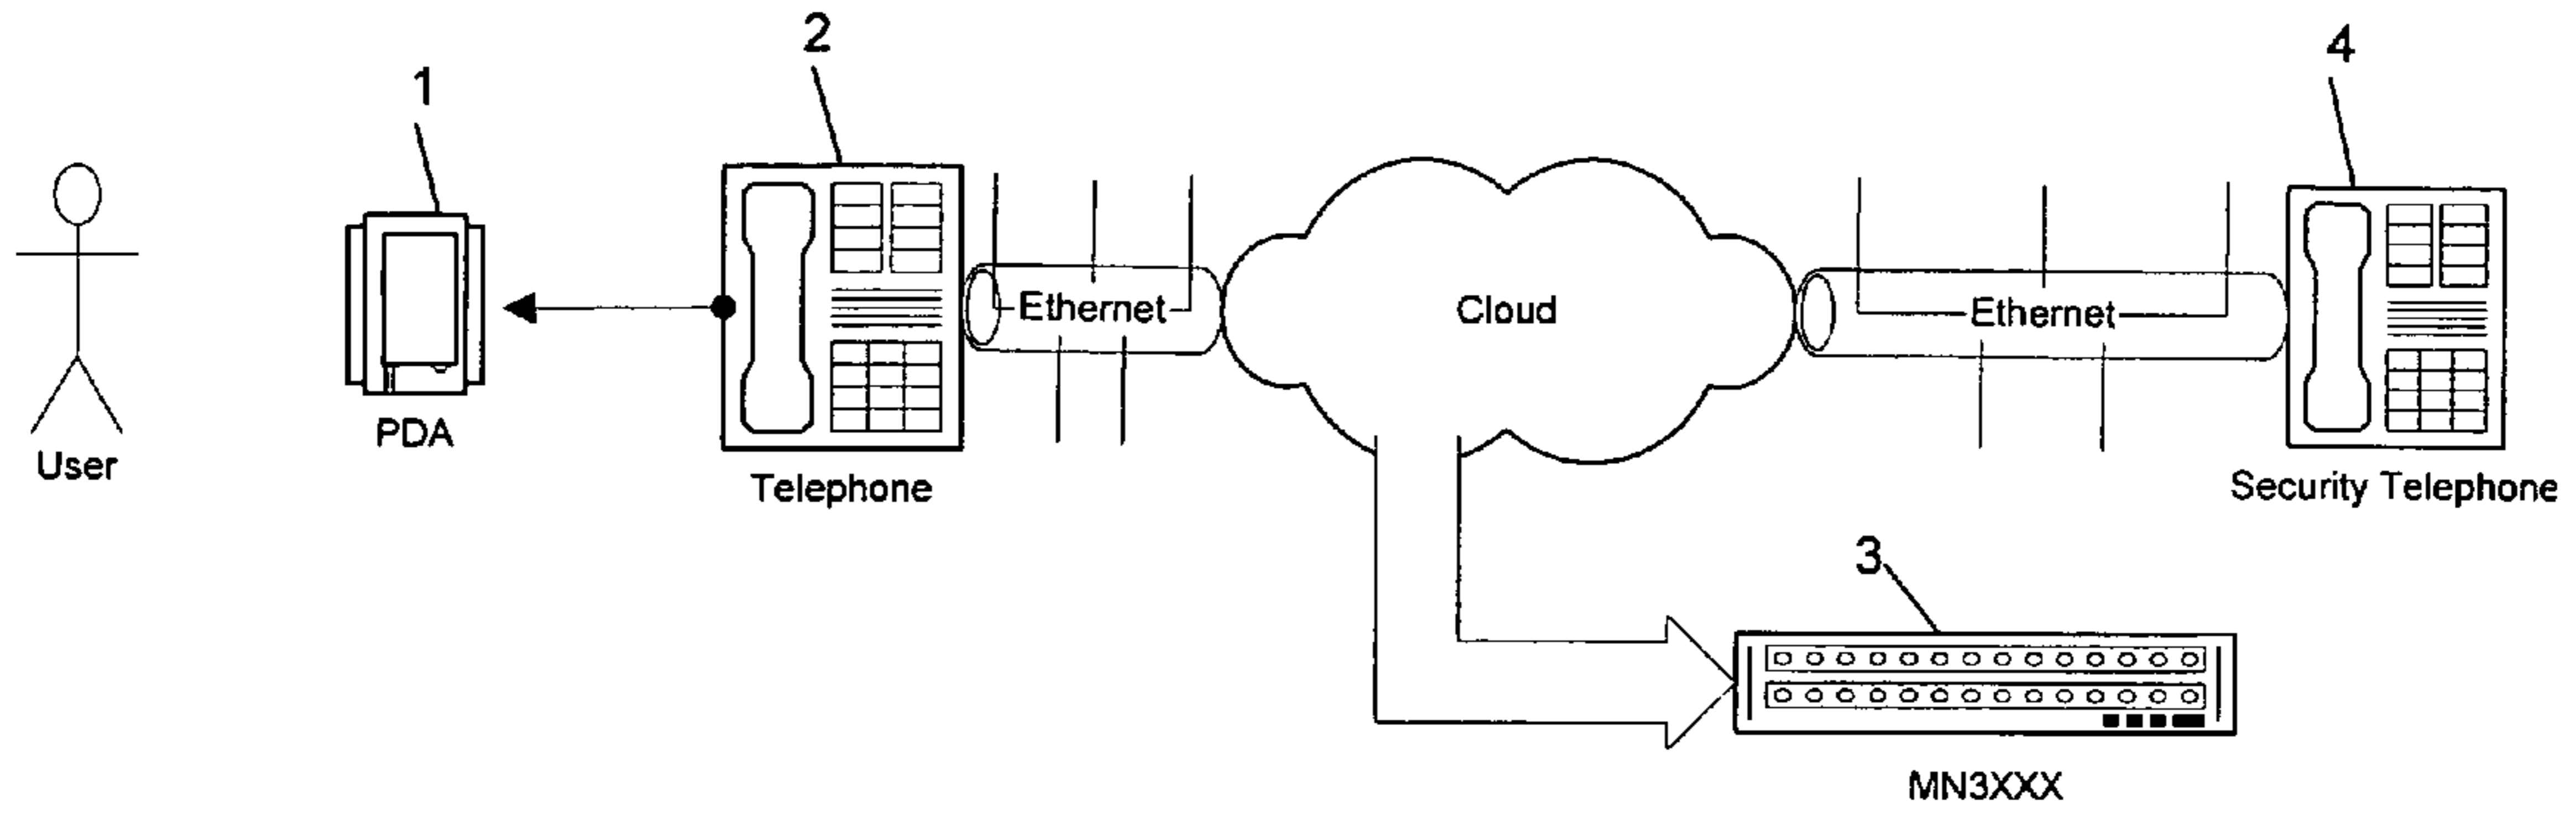 2
4
1
Ethernet
Cloud
Ethernet
PDA
User
Telephone
Security Telephone
3
MN3XXX